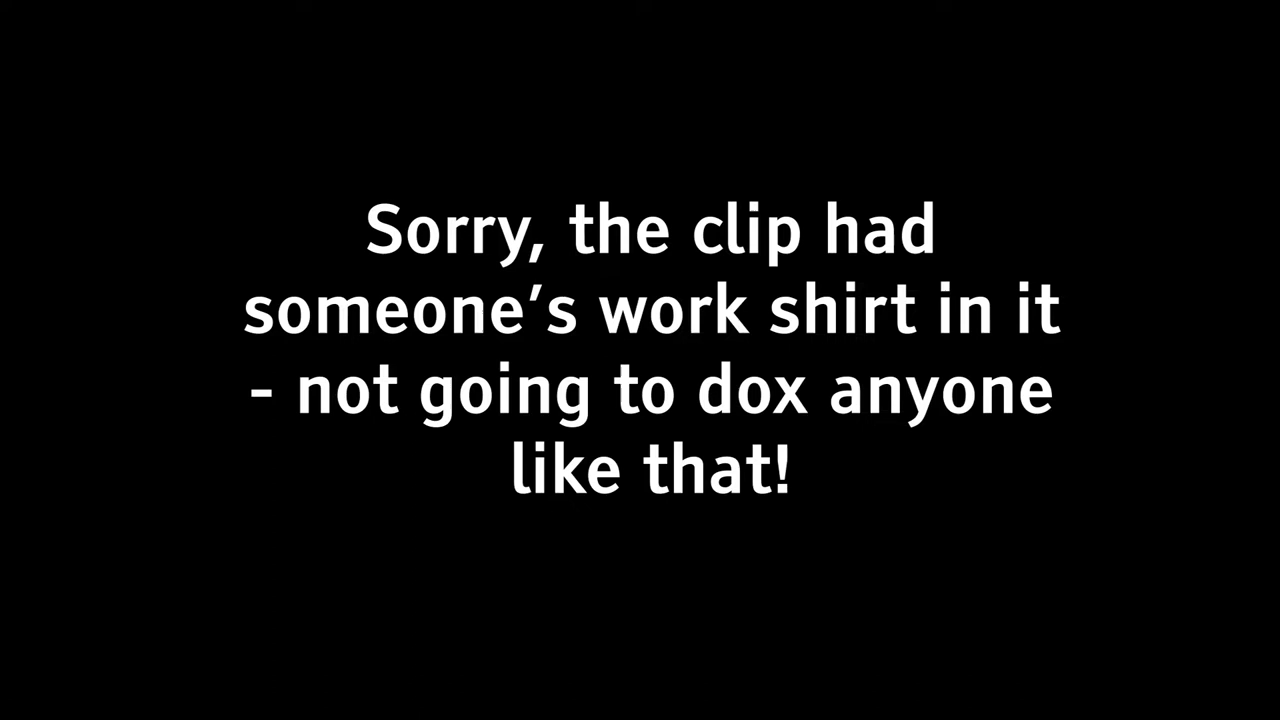 Sorry, the clip had
someone’s work shirt in it
- not going to dox anyone
like that!